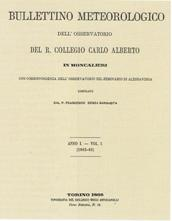 BULLETTINO METEOROLOGICO
DELL' OSSERVATORIO
DEL R. COLLEGIO CARLO ALBERTO
IN MONCALIERI
CON CORRISPONDENZA DELL' OSSERVATORIO DEL SEMINARIO DI ALESSANDRIA
COMPILATO
DAL P. FRANCESCO DENZA BARNABITA
ANNO I. — VOL. I
(1865-66)
TORINO 1866
TIPOGRAFIA DEL COLLEGIO DEGLI ARTIGIANELLI